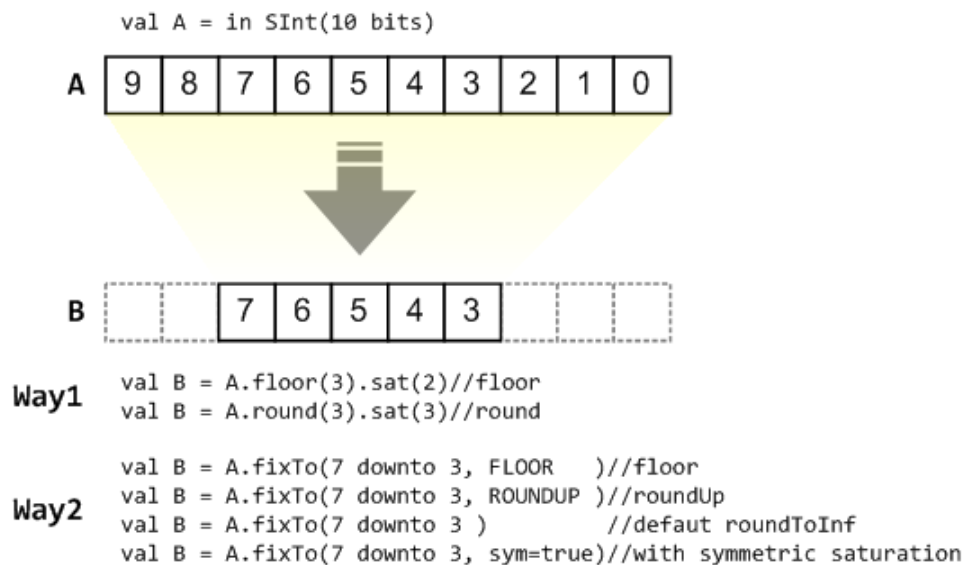 val A = in SInt(10 bits)
A 9 8 7 6 5 4 3 2 1 0
B 7 6 5 4 3
Way1
val B = A.floor(3).sat(2)//floor
val B = A.round(3).sat(3)//round
Way2
val B = A.fixTo(7 downto 3, FLOOR   )//floor
val B = A.fixTo(7 downto 3, ROUNDUP )//roundUp
val B = A.fixTo(7 downto 3 )         //defaut roundToInf
val B = A.fixTo(7 downto 3, sym=true)//with symmetric saturation